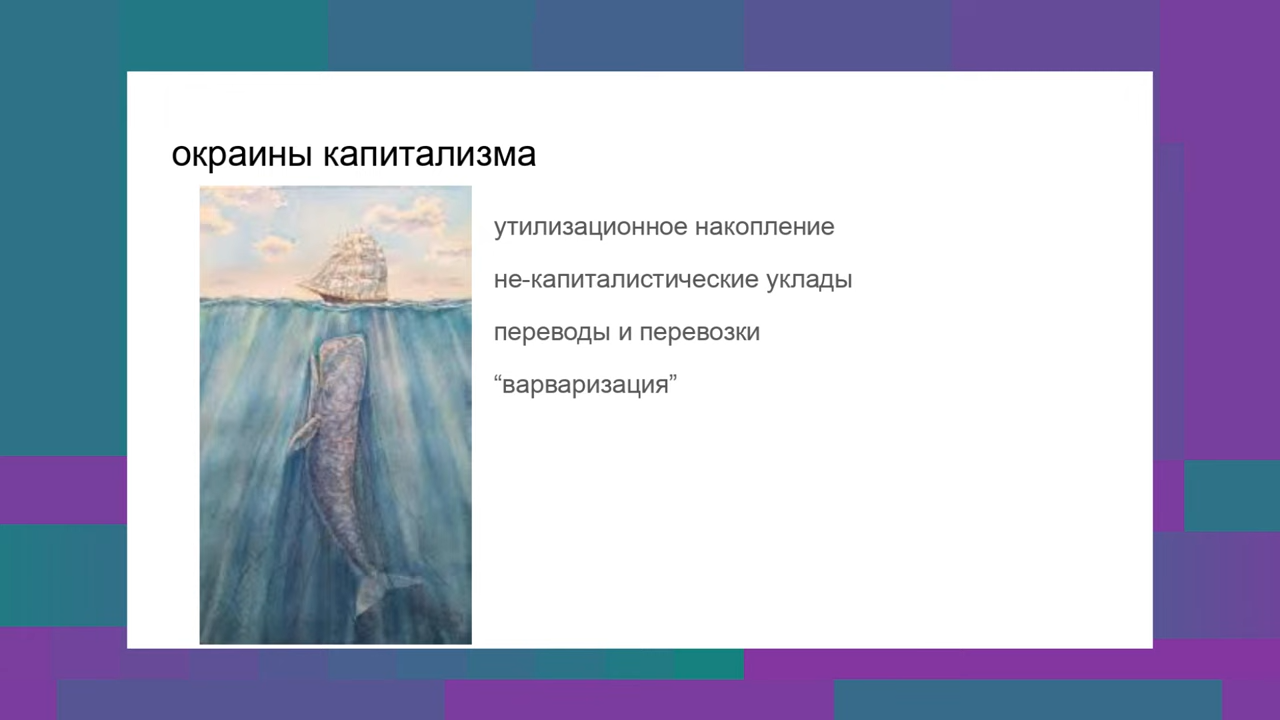 окраины капитализма
утилизационное накопление
не-капиталистические уклады
переводы и перевозки
“варваризация”